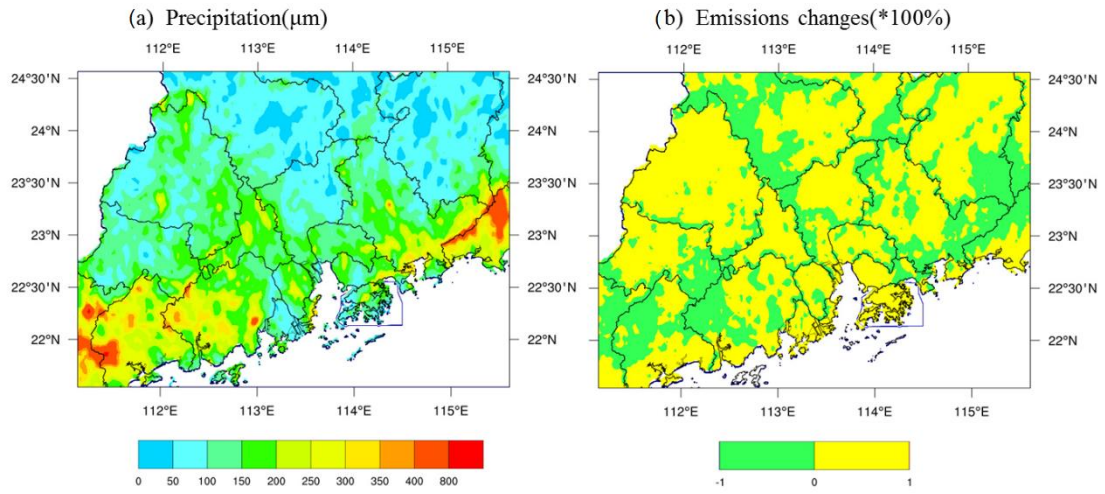 (a) Precipitation(μm)
(b) Emissions changes(*100%)
112°E 113°E 114°E 115°E
112°E 113°E 114°E 115°E
24°30'N 24°30'N
24°N 24°N
23°30'N 23°30'N
23°N 23°N
22°30'N 22°30'N
22°N 22°N
112°E 113°E 114°E 115°E
112°E 113°E 114°E 115°E
0 50 100 150 200 250 300 350 400 800
-1 0 1